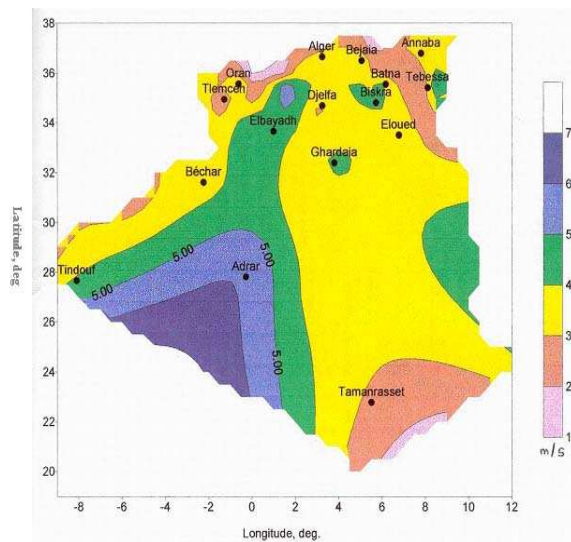 38
36
34
32
30
28
26
24
22
20
Latitude, deg
Alger
Bejaia
Annaba
Oran
Batna
Tebessa
Tlemcen
Djelfa
Biskra
Elbayadh
Eloued
Ghardaia
Béchar
Tindouf
5.00
5.00
5.00
Adrar
5.00
Tamanrasset
-8 -6 -4 -2 0 2 4 6 8 10 12
Longitude, deg.
7
6
5
4
3
2
1
m/s